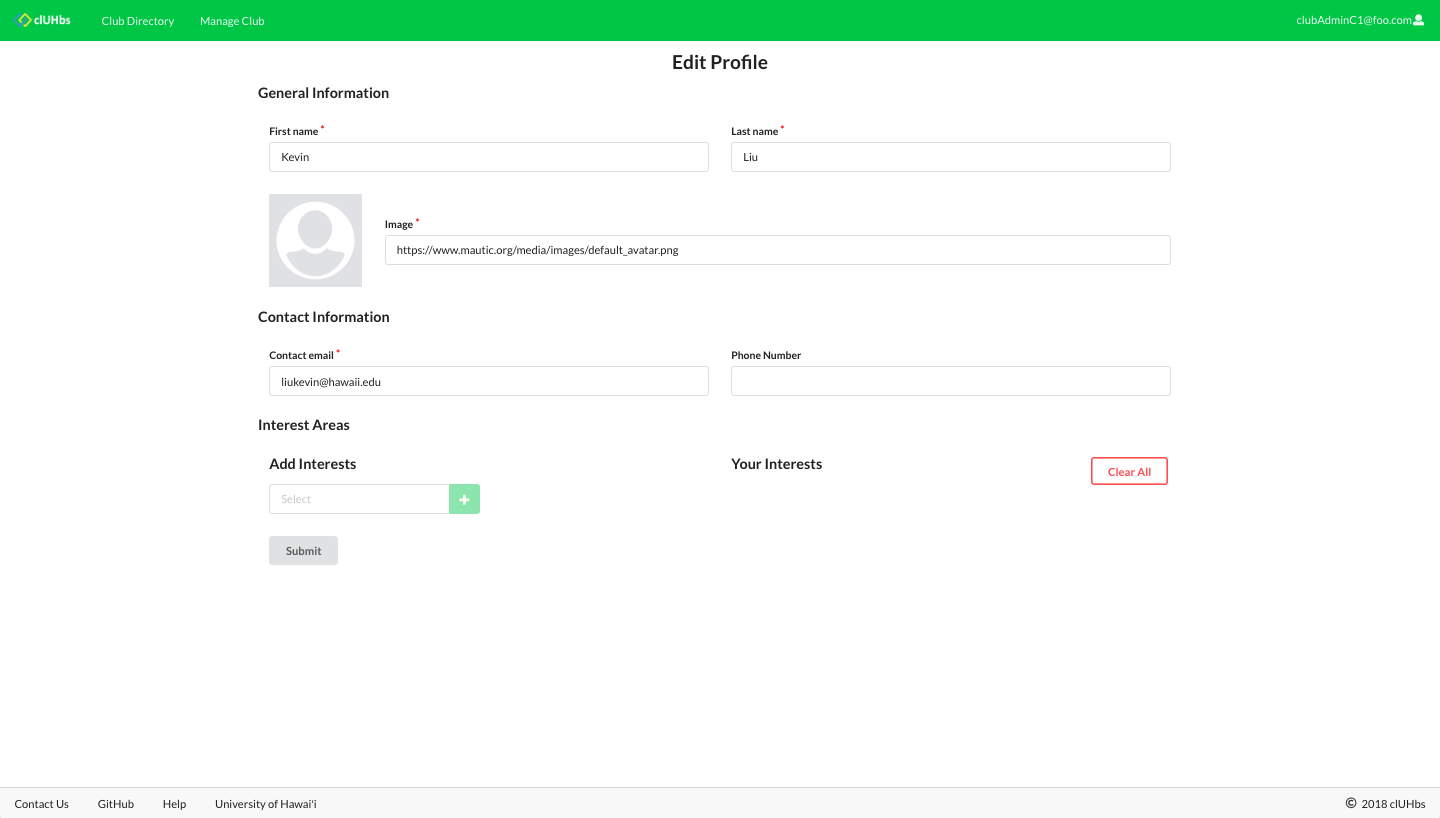 clUHbs Club Directory Manage Club clubAdminC1@foo.com
Edit Profile
General Information
First name * Last name *
Kevin Liu
Image *
https://www.mautic.org/media/images/default_avatar.png
Contact Information
Contact email * Phone Number
liukevin@hawaii.edu
Interest Areas
Add Interests Your Interests Clear All
Select
Submit
Contact Us GitHub Help University of Hawai'i © 2018 clUHbs